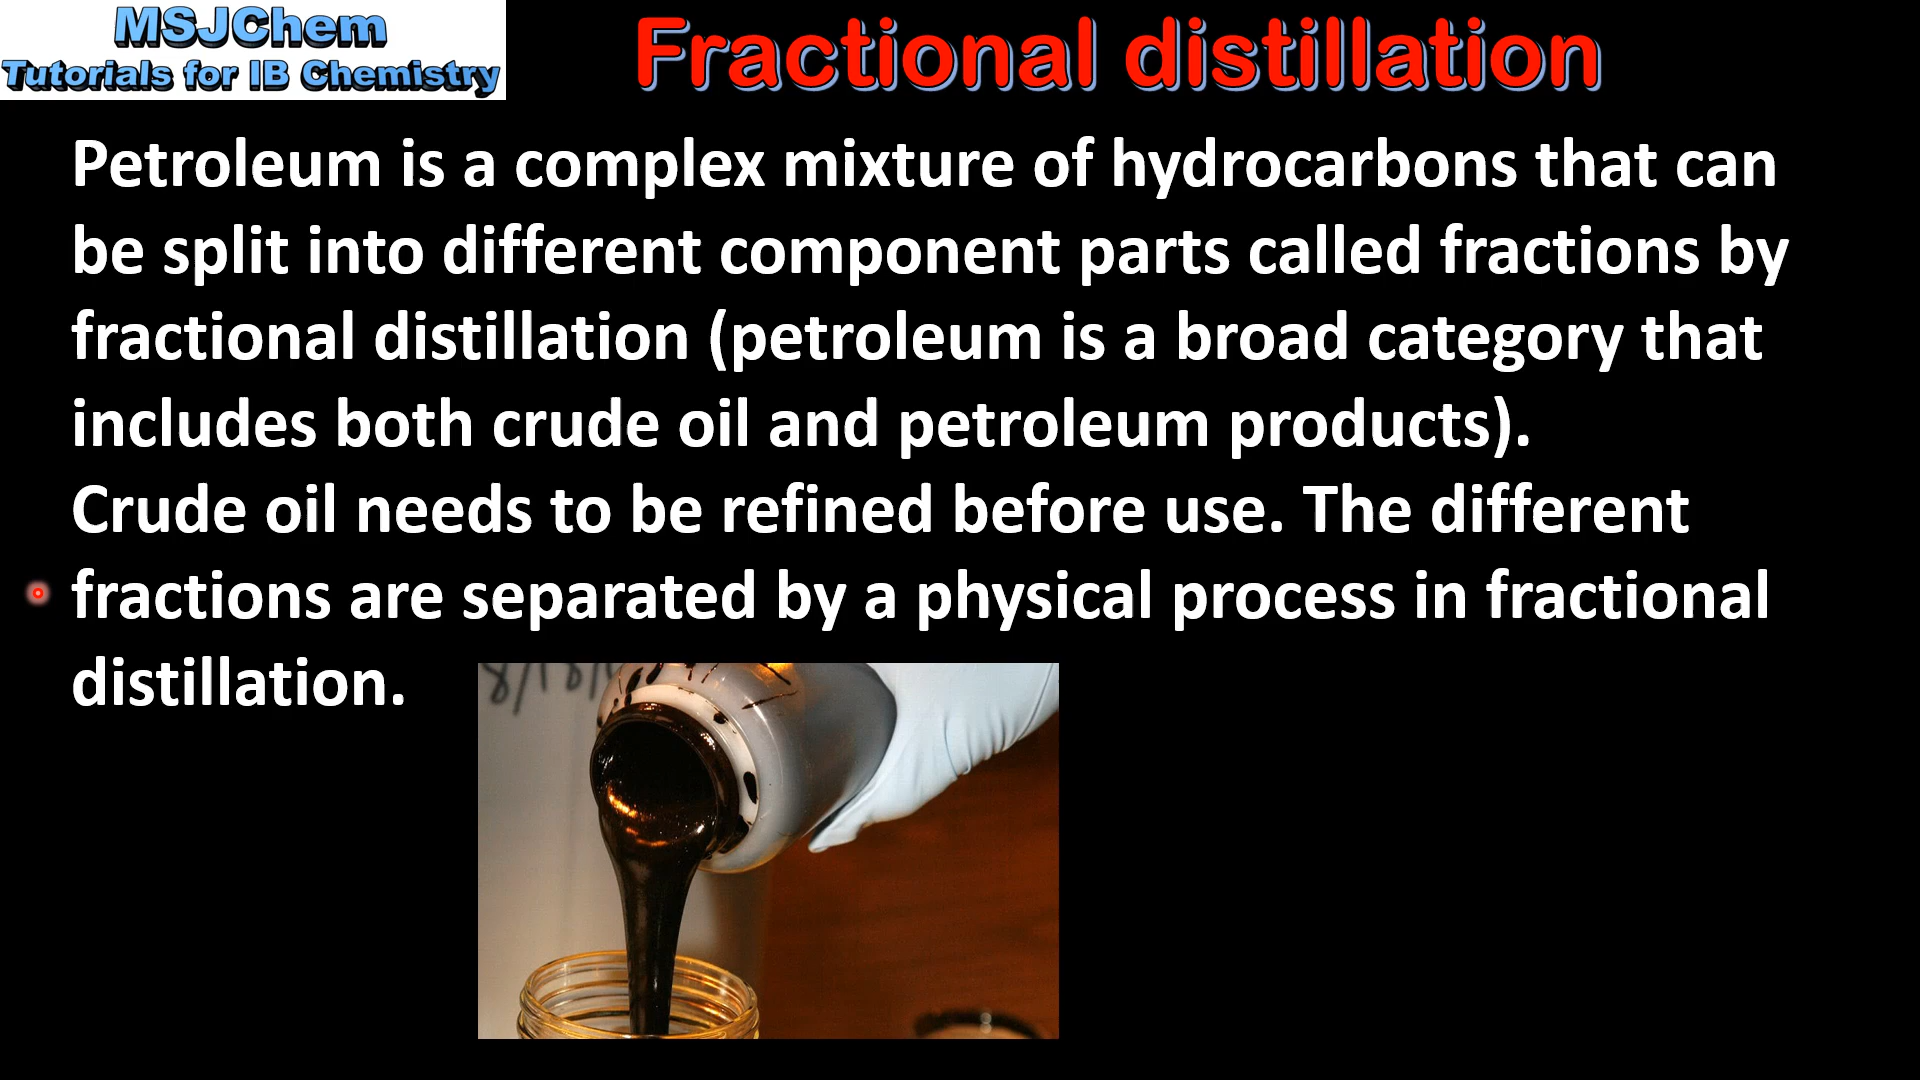 MSJChem
Tutorials for IB Chemistry
Fractional distillation
Petroleum is a complex mixture of hydrocarbons that can
be split into different component parts called fractions by
fractional distillation (petroleum is a broad category that
includes both crude oil and petroleum products).
Crude oil needs to be refined before use. The different
fractions are separated by a physical process in fractional
distillation.